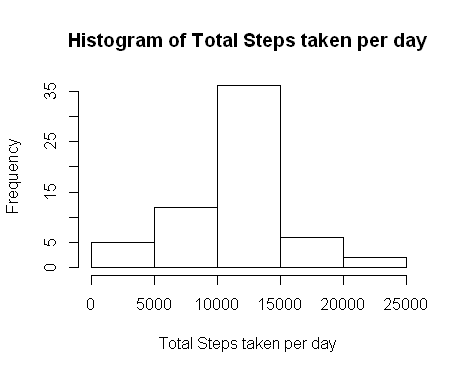 Histogram of Total Steps taken per day
Frequency
35
25
15
5
0
0 5000 10000 15000 20000 25000
Total Steps taken per day